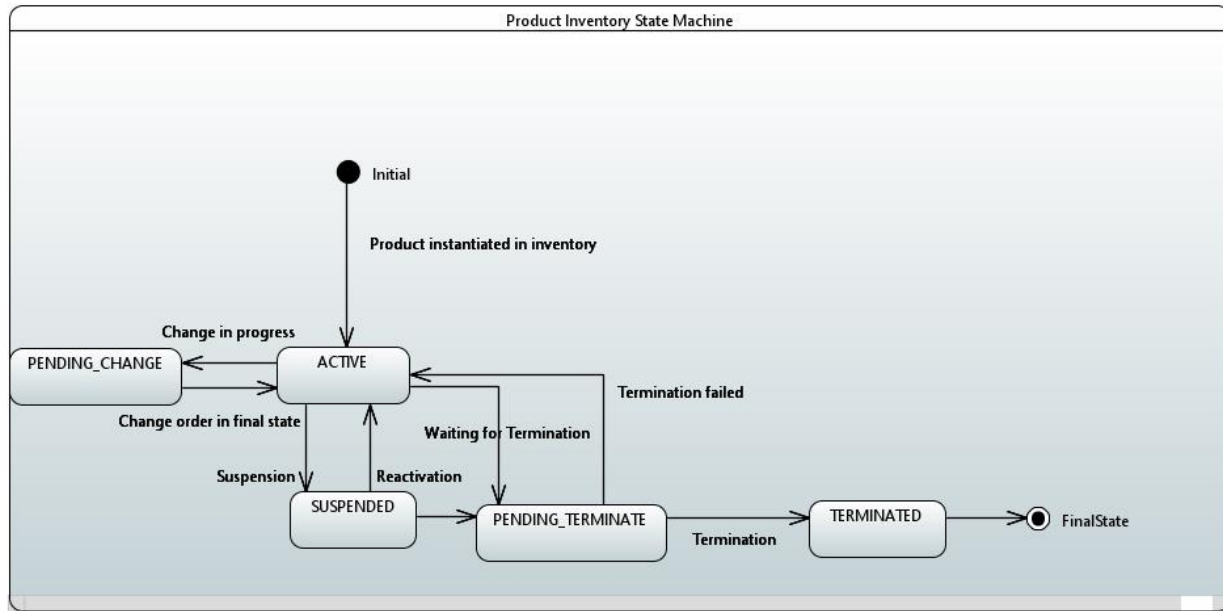 Product Inventory State Machine
Initial
Product instantiated in inventory
Change in progress
PENDING_CHANGE
ACTIVE
Termination failed
Change order in final state
Waiting for Termination
Suspension
Reactivation
SUSPENDED
PENDING_TERMINATE
TERMINATED
FinalState
Termination